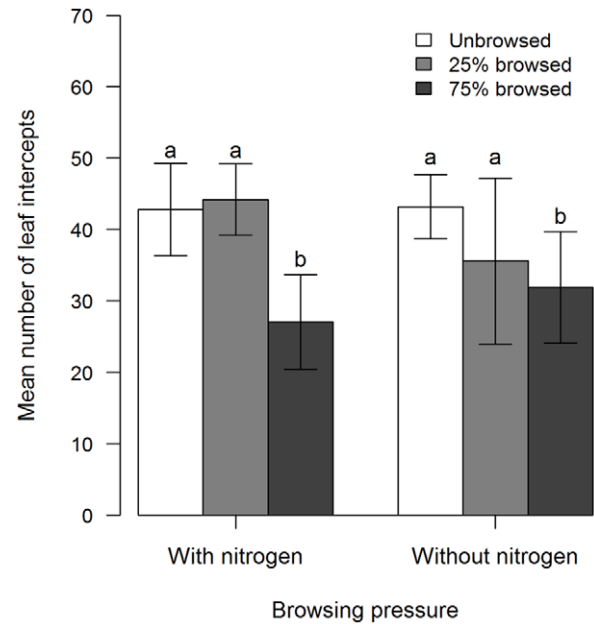 70
60
50
40
30
20
10
0
Mean number of leaf intercepts
Unbrowsed
25% browsed
75% browsed
a
a
b
a
a
b
With nitrogen
Without nitrogen
Browsing pressure